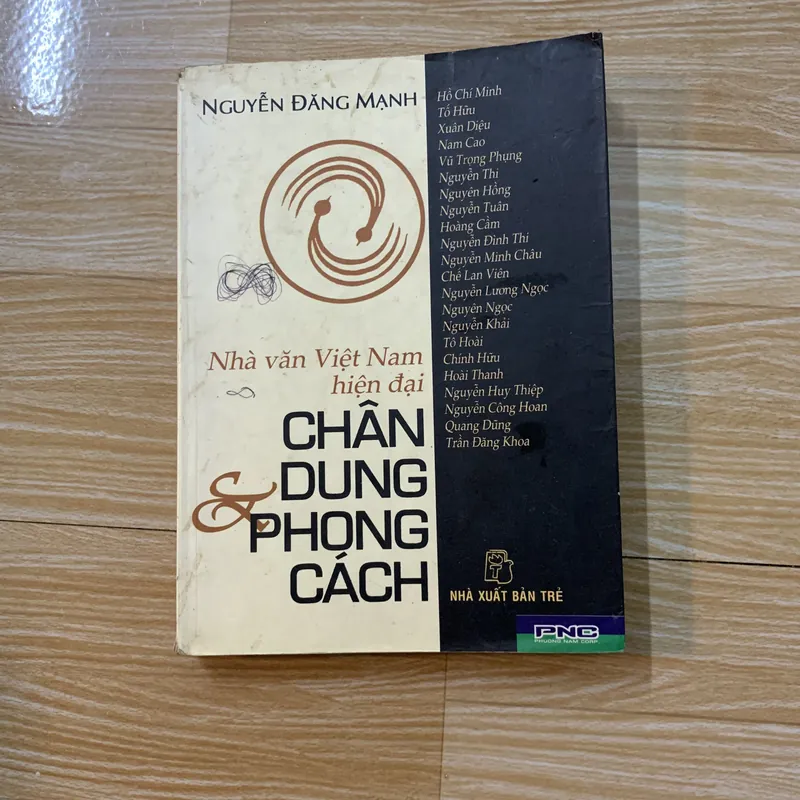 NGUYỄN ĐĂNG MẠNH
Nhà văn Việt Nam
hiện đại
CHÂN
DUNG
&
PHONG
CÁCH
Hồ Chí Minh
Tố Hữu
Xuân Diệu
Nam Cao
Vũ Trọng Phụng
Nguyễn Thi
Nguyên Hồng
Nguyễn Tuân
Hoàng Cầm
Nguyễn Đình Thi
Nguyễn Minh Châu
Chế Lan Viên
Nguyễn Lương Ngọc
Nguyên Ngọc
Nguyễn Khải
Tô Hoài
Chính Hữu
Hoài Thanh
Nguyễn Huy Thiệp
Nguyễn Công Hoan
Quang Dũng
Trần Đăng Khoa
T
NHÀ XUẤT BẢN TRẺ
PNC
PHUONG NAM CORP